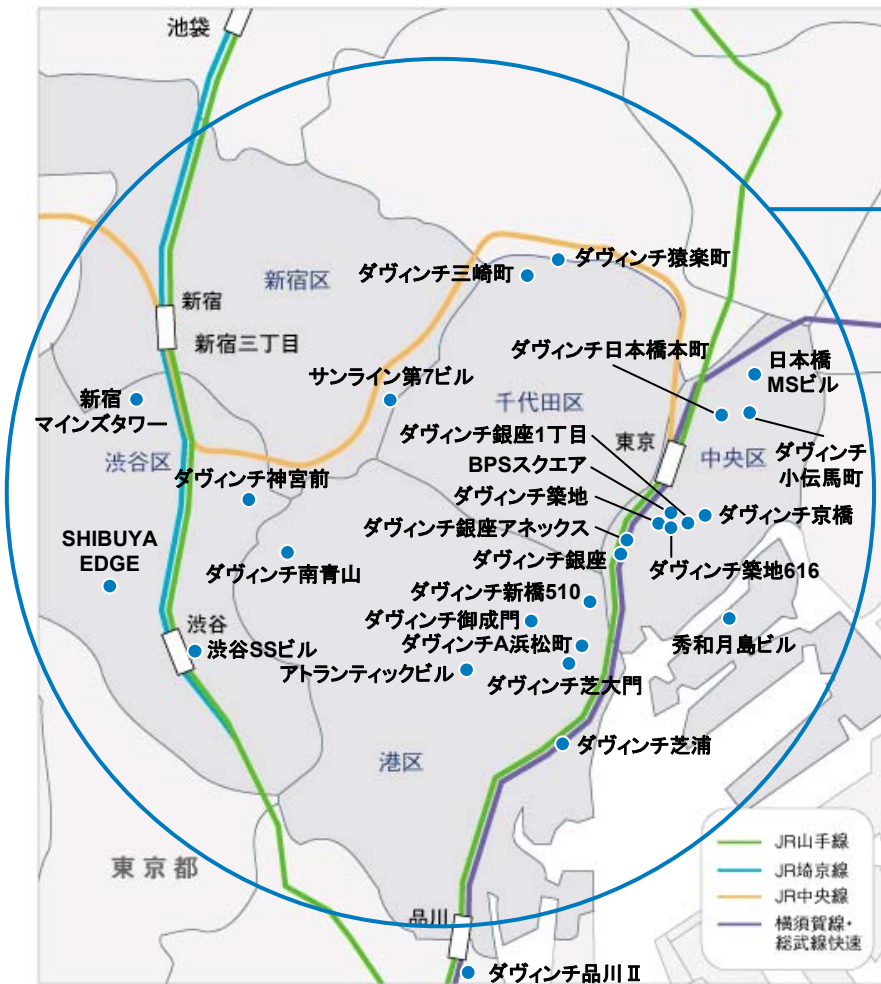 池袋
ダヴィンチ猿楽町
ダヴィンチ三崎町
新宿区
新宿
新宿三丁目
ダヴィンチ日本橋本町
日本橋
MSビル
サンライン第7ビル
千代田区
新宿
マインズタワー
ダヴィンチ銀座1丁目
東京
中央区
ダヴィンチ
小伝馬町
渋谷区
BPSスクエア
ダヴィンチ神宮前
ダヴィンチ築地
ダヴィンチ京橋
ダヴィンチ銀座アネックス
SHIBUYA
EDGE
ダヴィンチ南青山
ダヴィンチ銀座
ダヴィンチ築地616
ダヴィンチ新橋510
ダヴィンチ御成門
渋谷
渋谷SSビル
ダヴィンチA浜松町
秀和月島ビル
アトランティックビル
ダヴィンチ芝大門
ダヴィンチ芝浦
港区
東京都
JR山手線
JR埼京線
JR中央線
横須賀線・
総武線快速
品川
ダヴィンチ品川Ⅱ